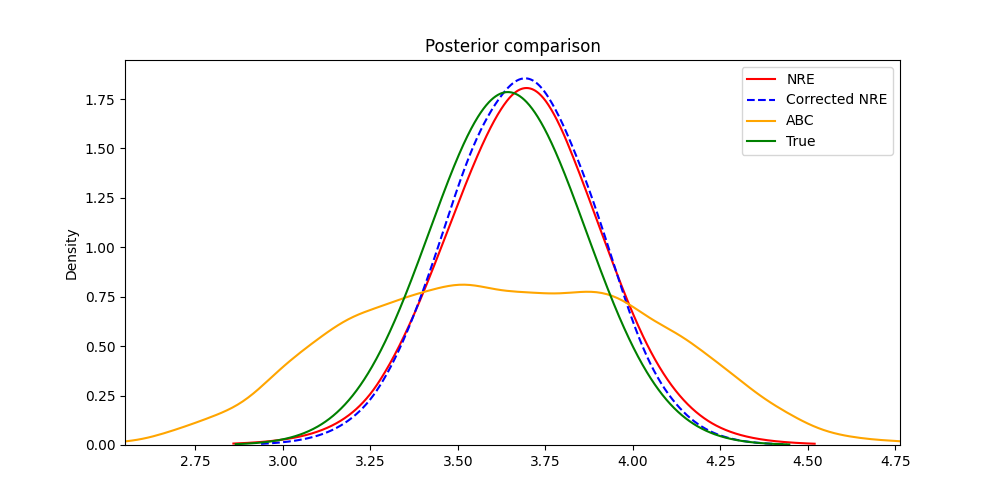 Posterior comparison
NRE
Corrected NRE
ABC
True
Density
1.75
1.50
1.25
1.00
0.75
0.50
0.25
0.00
2.75 3.00 3.25 3.50 3.75 4.00 4.25 4.50 4.75